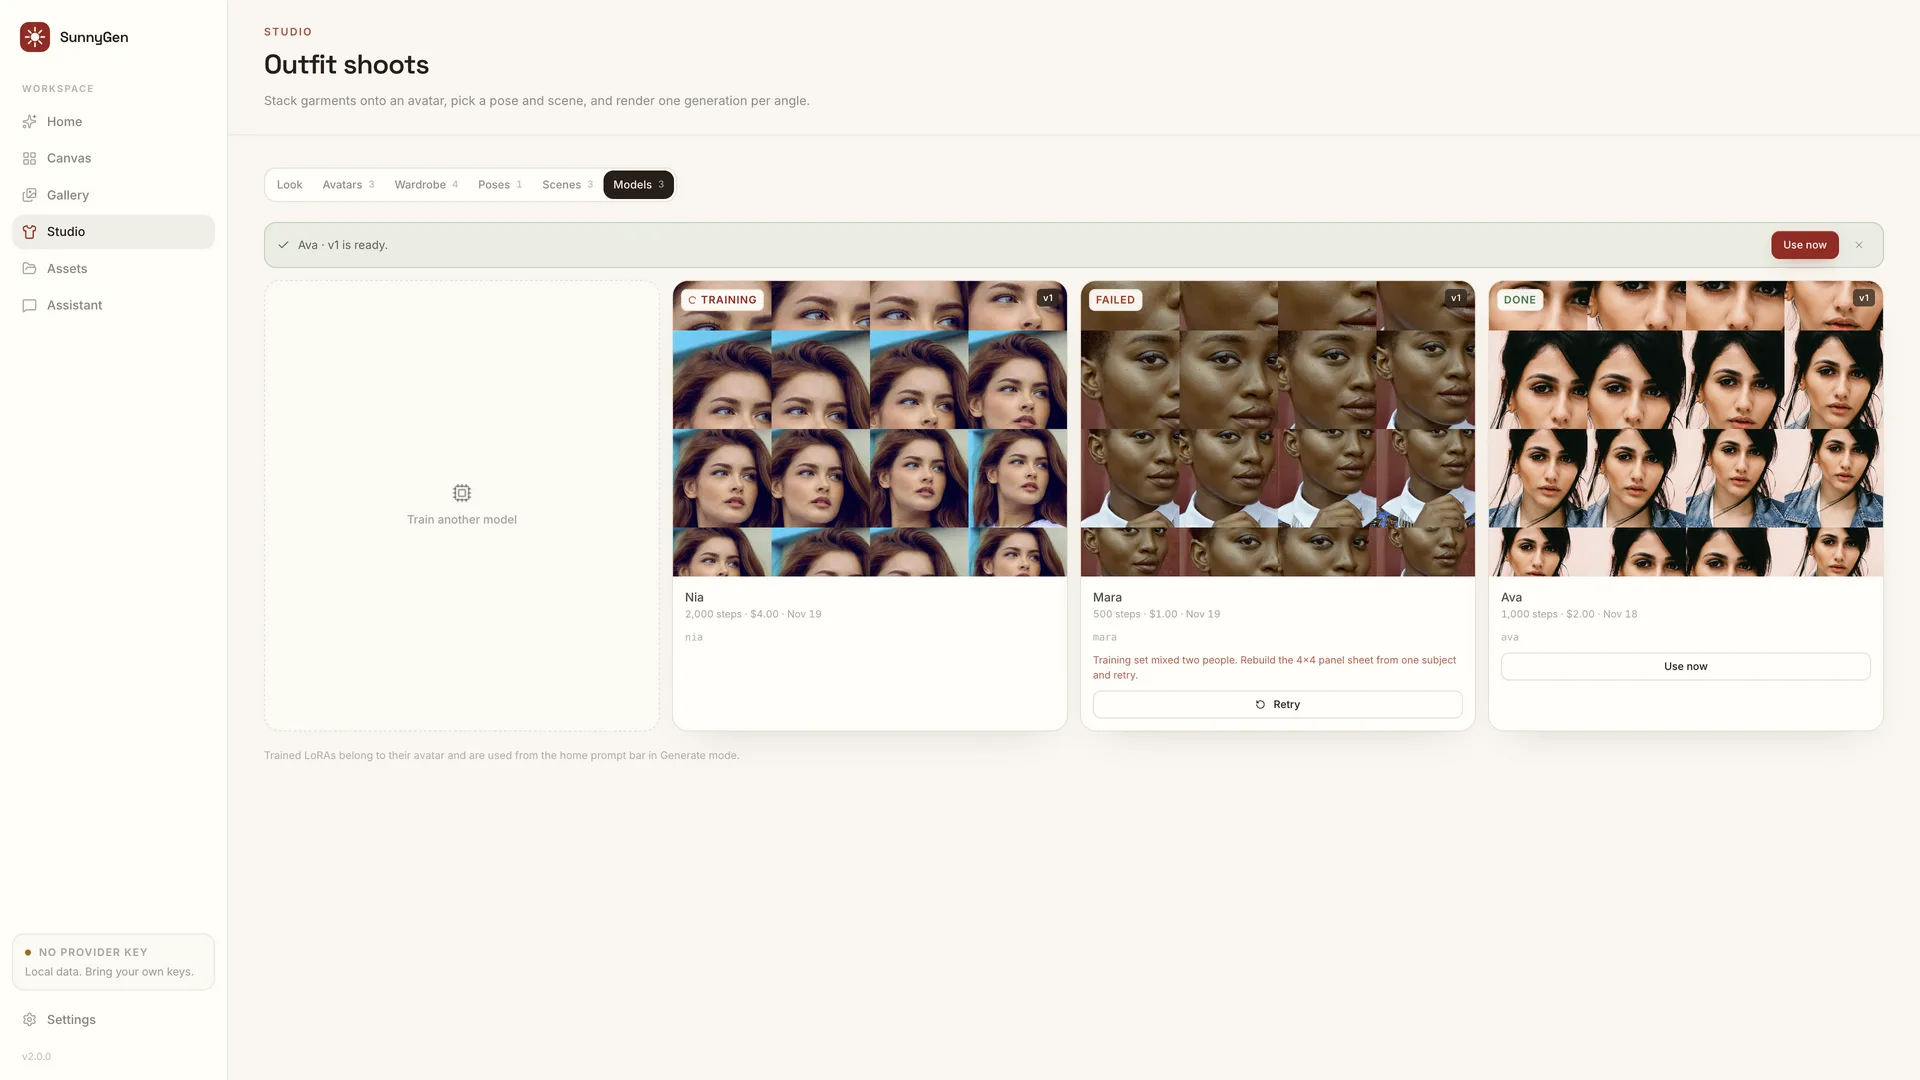 SunnyGen
WORKSPACE
Home
Canvas
Gallery
Studio
Assets
Assistant
NO PROVIDER KEY
Local data. Bring your own keys.
Settings
v2.0.0
STUDIO
Outfit shoots
Stack garments onto an avatar, pick a pose and scene, and render one generation per angle.
Look Avatars 3 Wardrobe 4 Poses 1 Scenes 3 Models 3
Ava · v1 is ready.
Use now
Train another model
TRAINING
v1
Nia
2,000 steps · $4.00 · Nov 19
nia
FAILED
v1
Mara
500 steps · $1.00 · Nov 19
mara
Training set mixed two people. Rebuild the 4×4 panel sheet from one subject
and retry.
Retry
DONE
v1
Ava
1,000 steps · $2.00 · Nov 18
ava
Use now
Trained LoRAs belong to their avatar and are used from the home prompt bar in Generate mode.